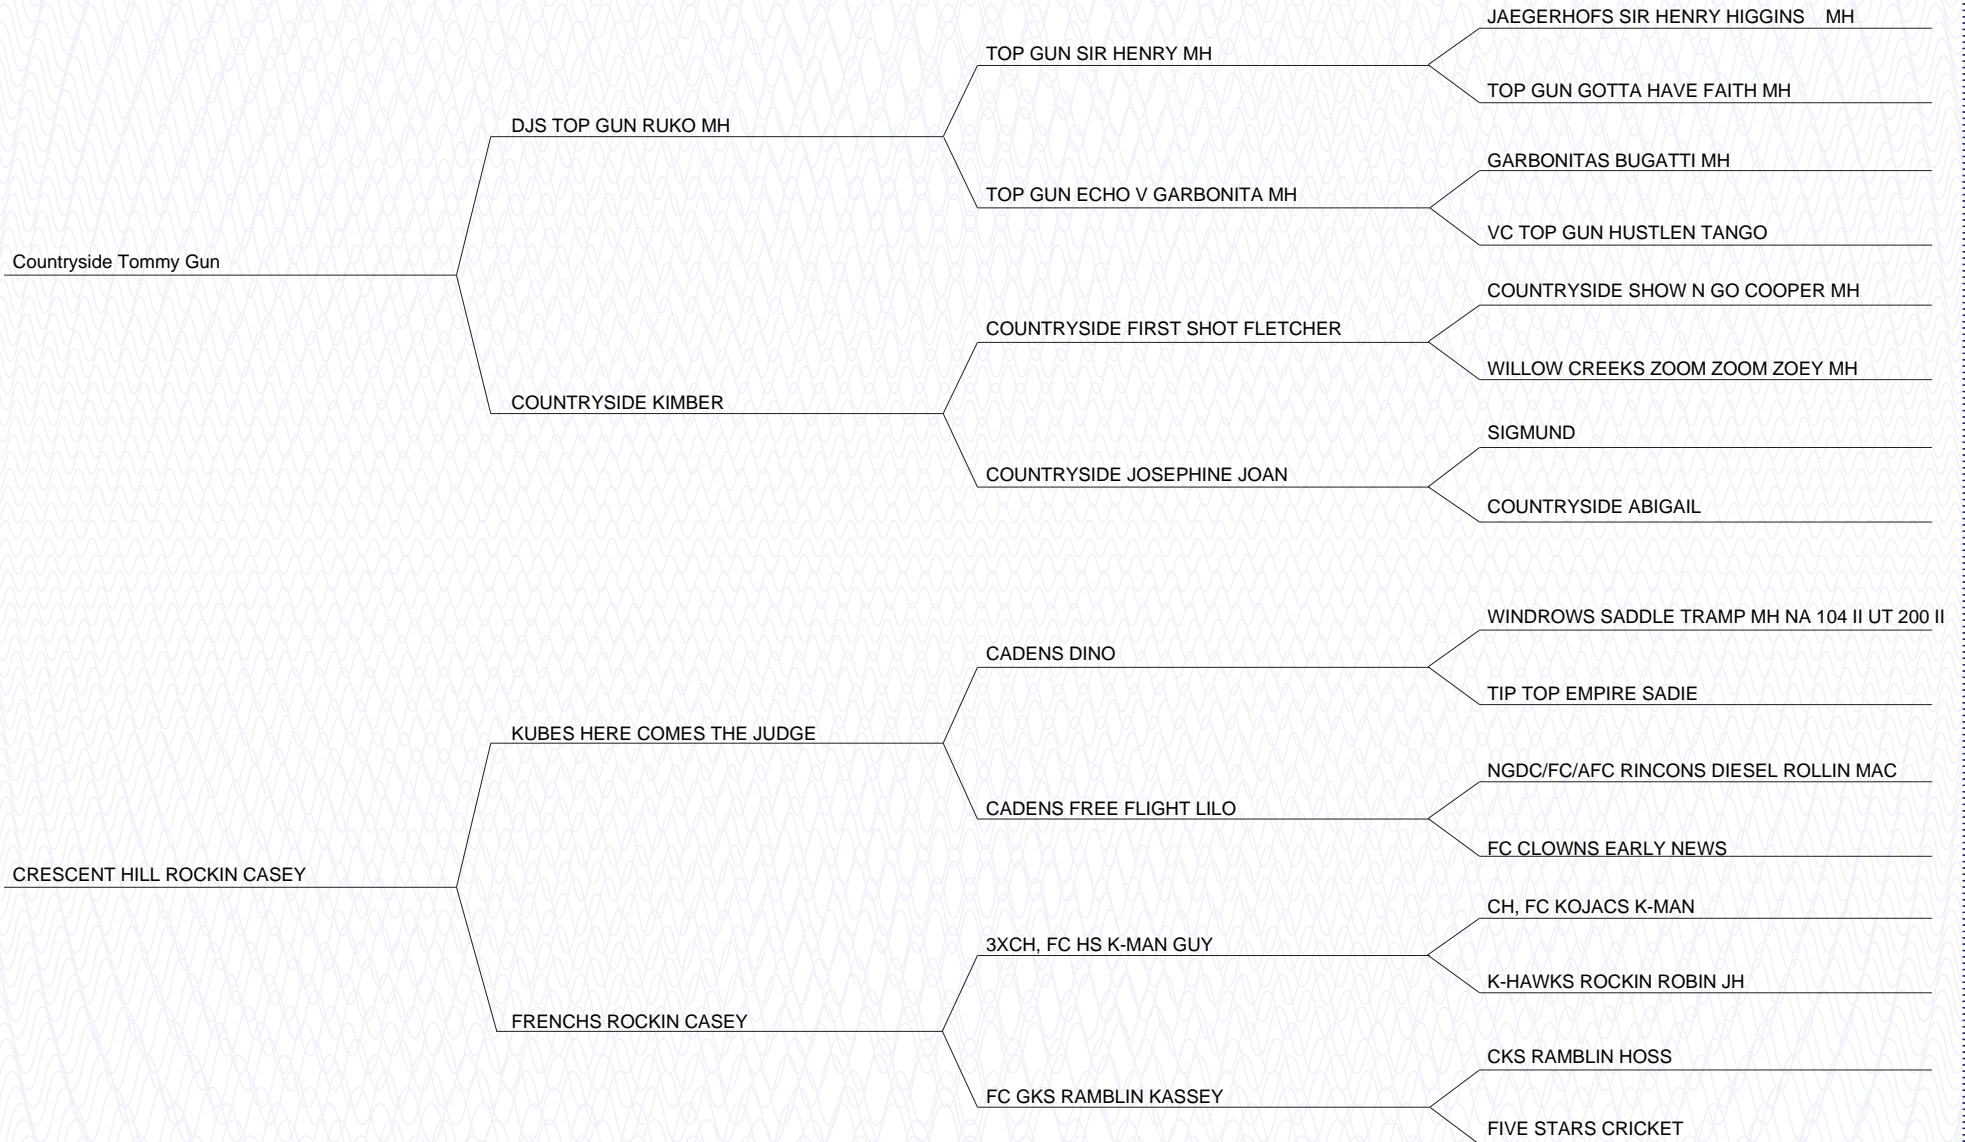 JAEGERHOFS SIR HENRY HIGGINS    MH
TOP GUN SIR HENRY MH
TOP GUN GOTTA HAVE FAITH MH
DJS TOP GUN RUKO MH
GARBONITAS BUGATTI MH
TOP GUN ECHO V GARBONITA MH
VC TOP GUN HUSTLEN TANGO
Countryside Tommy Gun
COUNTRYSIDE SHOW N GO COOPER MH
COUNTRYSIDE FIRST SHOT FLETCHER
WILLOW CREEKS ZOOM ZOOM ZOEY MH
COUNTRYSIDE KIMBER
SIGMUND
COUNTRYSIDE JOSEPHINE JOAN
COUNTRYSIDE ABIGAIL
WINDROWS SADDLE TRAMP MH NA 104 II UT 200 II
CADENS DINO
TIP TOP EMPIRE SADIE
KUBES HERE COMES THE JUDGE
NGDC/FC/AFC RINCONS DIESEL ROLLIN MAC
CADENS FREE FLIGHT LILO
FC CLOWNS EARLY NEWS
CRESCENT HILL ROCKIN CASEY
CH, FC KOJACS K-MAN
3XCH, FC HS K-MAN GUY
K-HAWKS ROCKIN ROBIN JH
FRENCHS ROCKIN CASEY
CKS RAMBLIN HOSS
FC GKS RAMBLIN KASSEY
FIVE STARS CRICKET